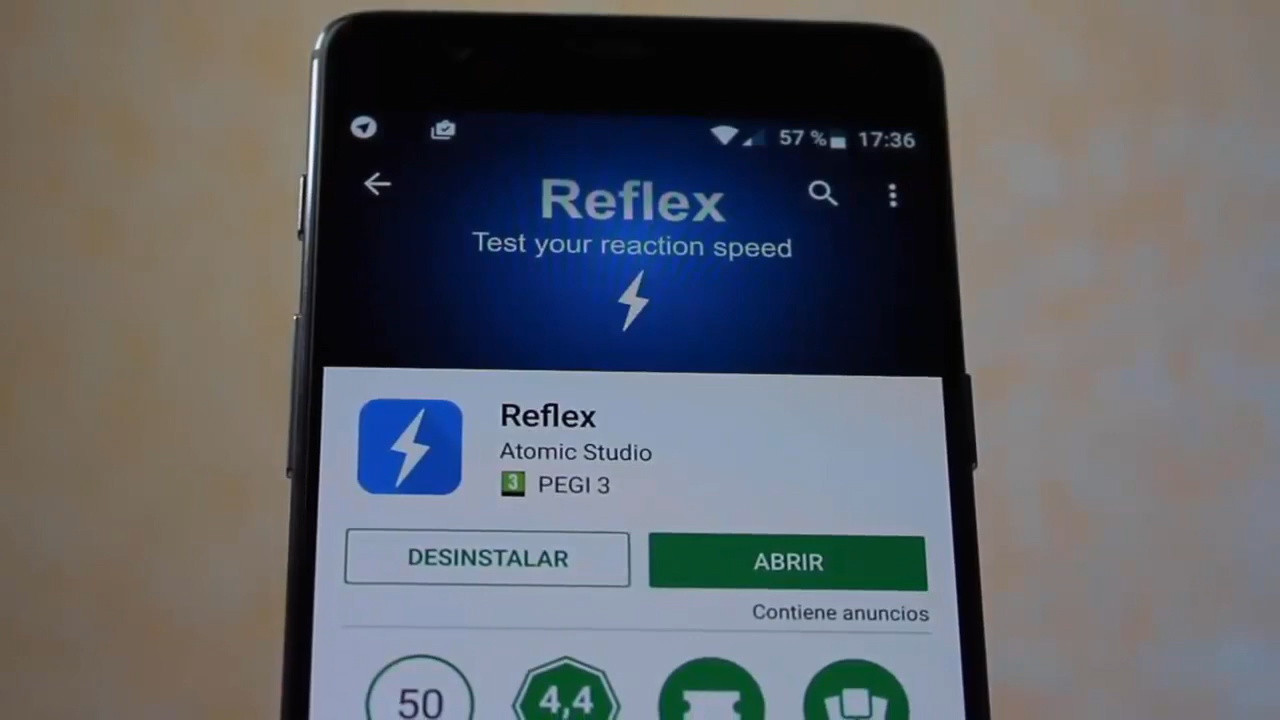 57 % 17:36
Reflex
Test your reaction speed
Reflex
Atomic Studio
3 PEGI 3
DESINSTALAR
ABRIR
Contiene anuncios
50
4,4